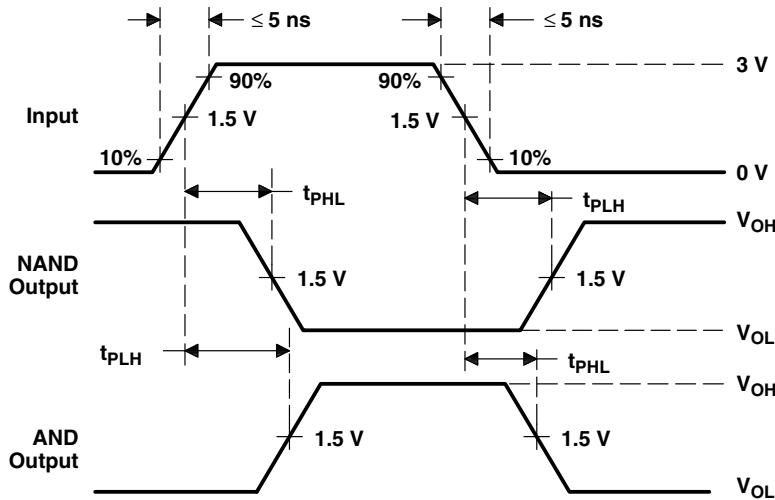 ≤ 5 ns ≤ 5 ns
3 V
90% 90%
Input 1.5 V 1.5 V
10% 10%
0 V
tPHL tPLH
VOH
NAND
Output
1.5 V 1.5 V
VOL
tPLH tPHL
VOH
AND
Output
1.5 V 1.5 V
VOL